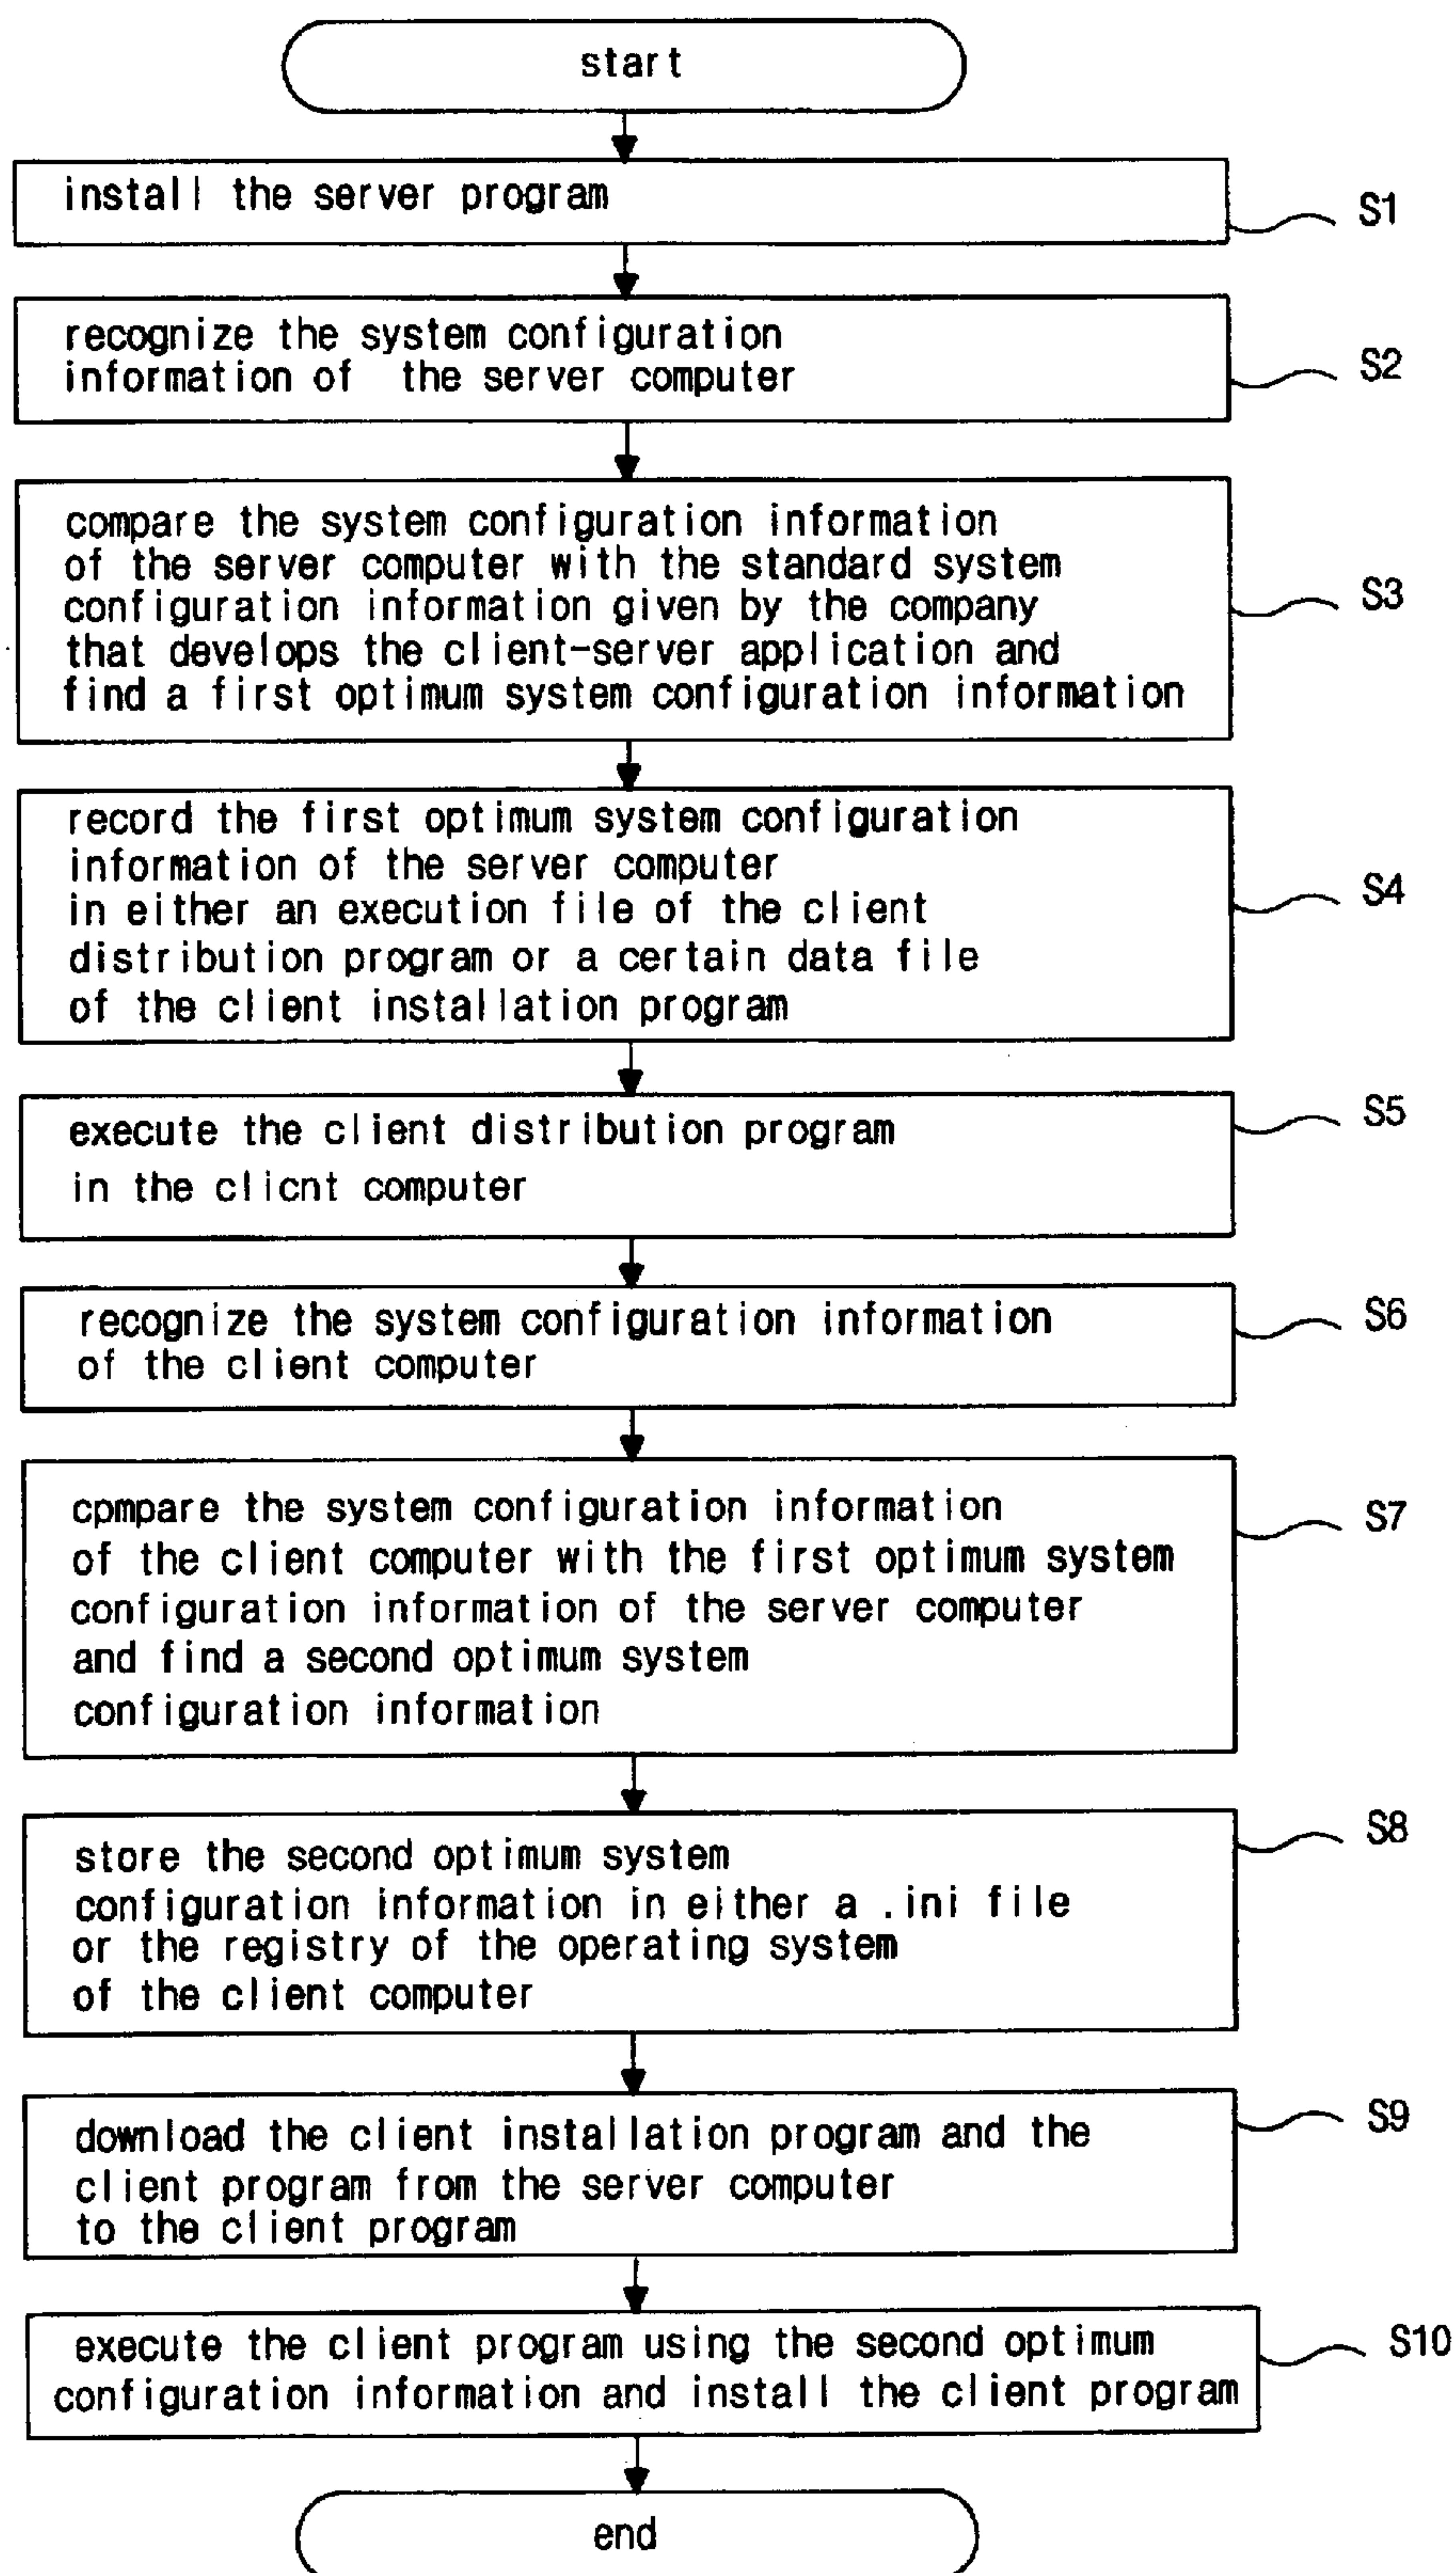 start
install the server program
S1
recognize the system configuration
information of the server computer
S2
compare the system configuration information
of the server computer with the standard system
configuration information given by the company
that develops the client-server application and
find a first optimum system configuration information
S3
record the first optimum system configuration
information of the server computer
in either an execution file of the client
distribution program or a certain data file
of the client installation program
S4
execute the client distribution program
in the clicnt computer
S5
recognize the system configuration information
of the client computer
S6
cpmpare the system configuration information
of the client computer with the first optimum system
configuration information of the server computer
and find a second optimum system
configuration information
S7
store the second optimum system
configuration information in either a .ini file
or the registry of the operating system
of the client computer
S8
download the client installation program and the
client program from the server computer
to the client program
S9
execute the client program using the second optimum
configuration information and install the client program
S10
end